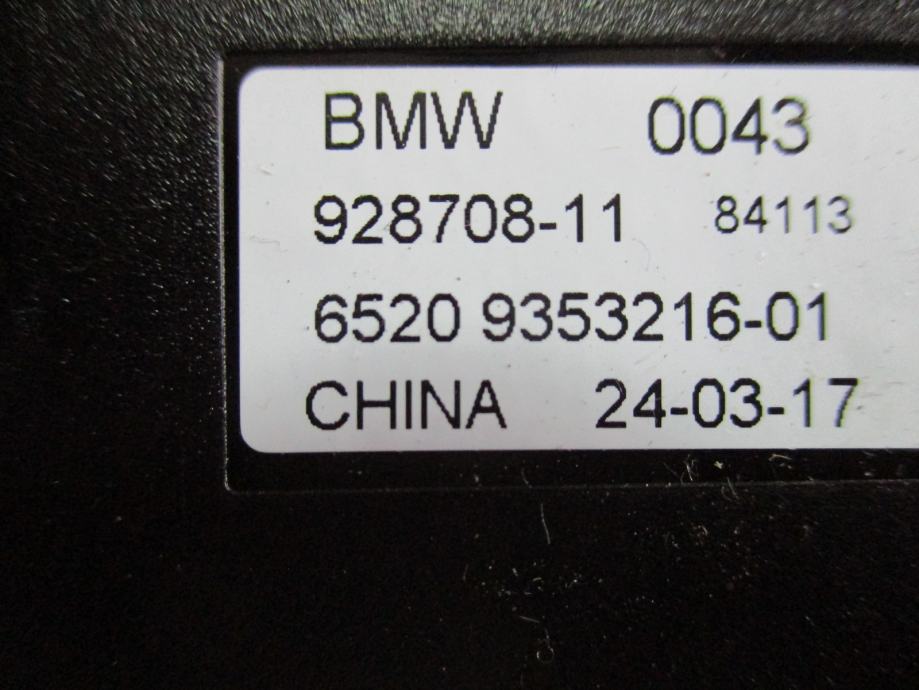 BMW 0043
928708-11 84113
6520 9353216-01
CHINA 24-03-17